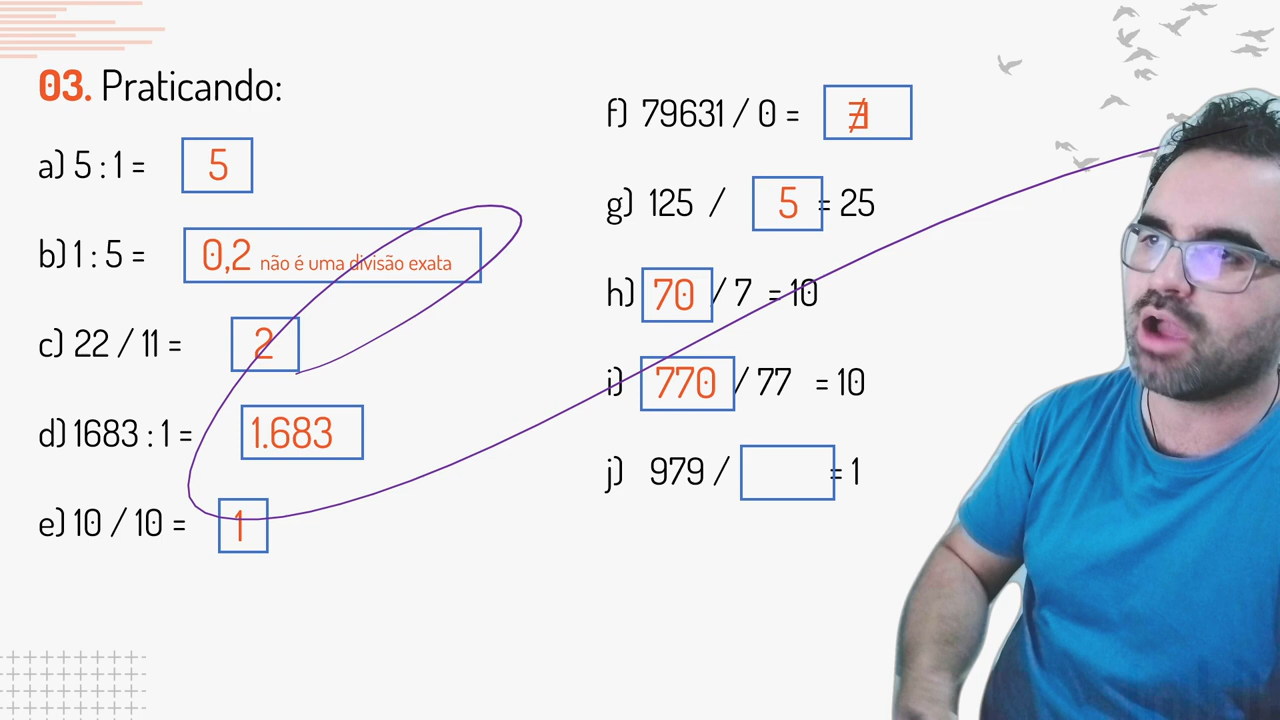 03. Praticando:
a) 5 : 1 = 5
b) 1 : 5 = 0,2 não é uma divisão exata
c) 22 / 11 = 2
d) 1683 : 1 = 1.683
e) 10 / 10 = 1
f) 79631 / 0 = ∄
g) 125 / 5 = 25
h) 70 / 7 = 10
i) 770 / 77 = 10
j) 979 / = 1